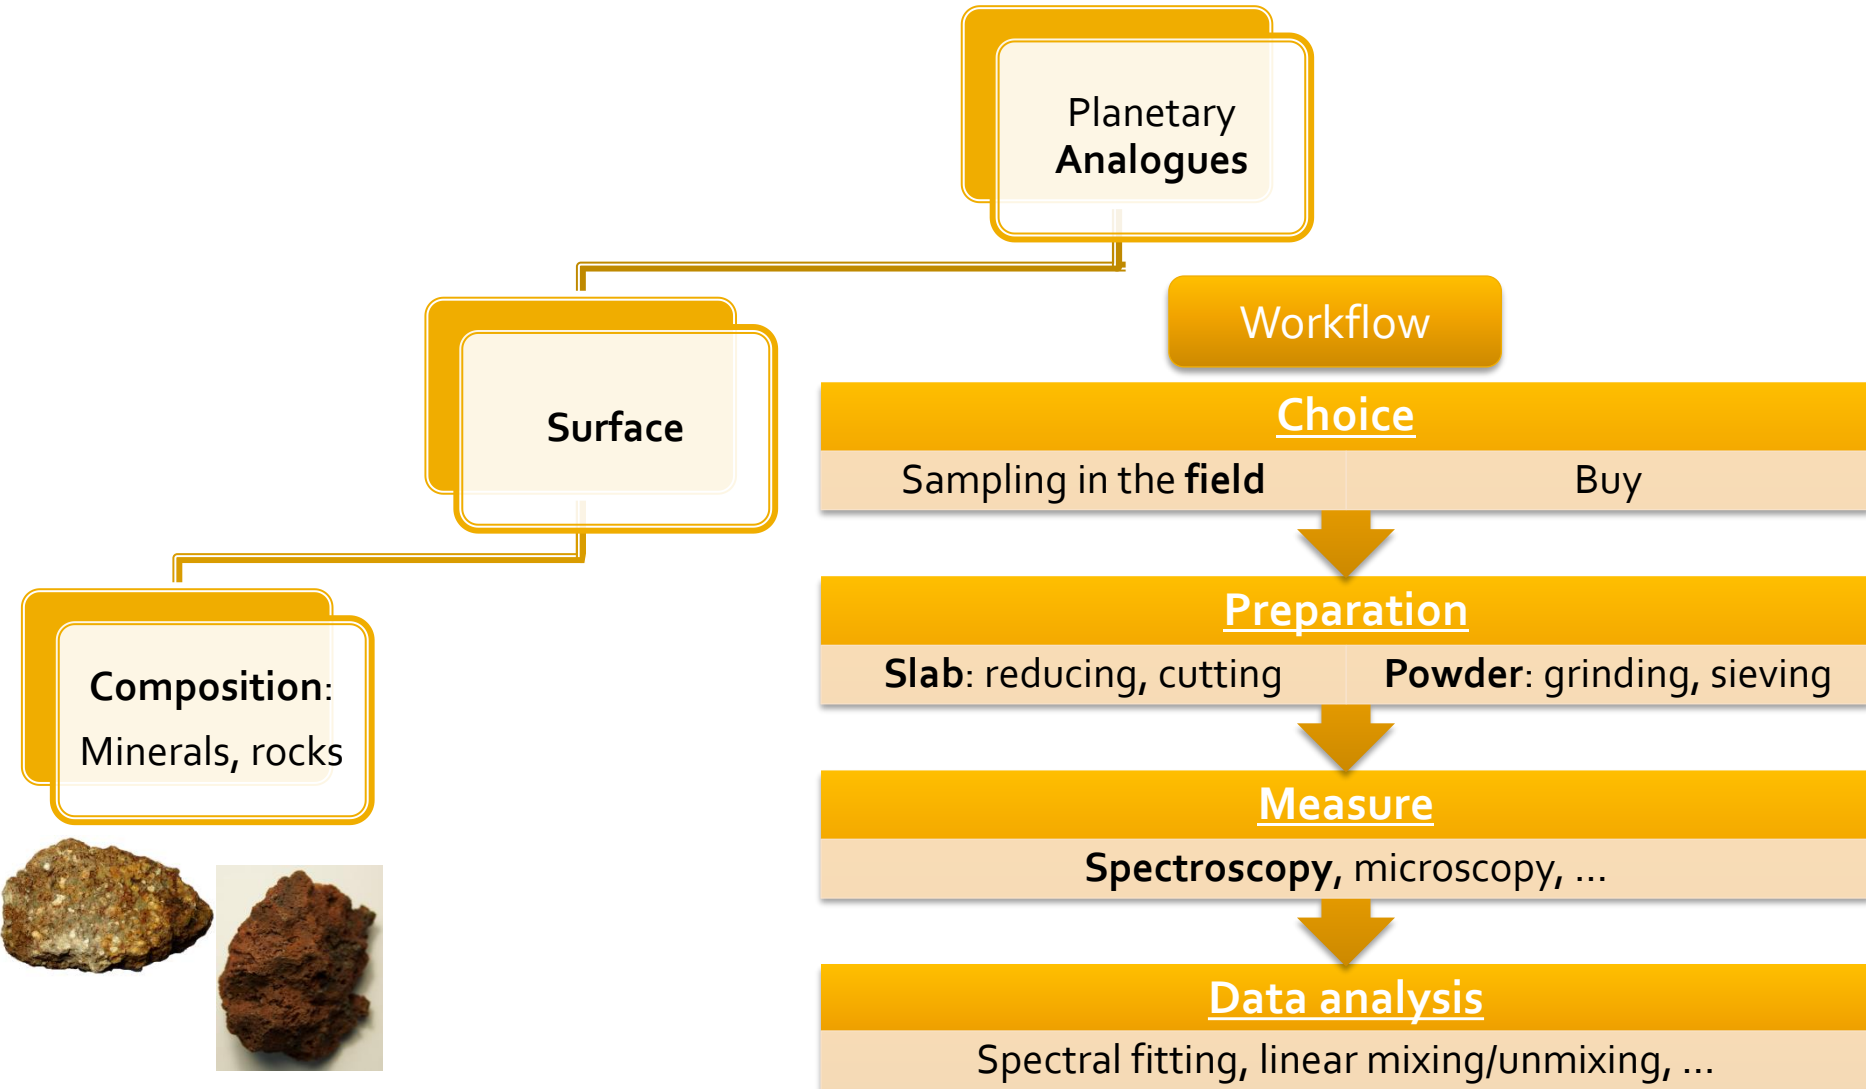 Planetary
Analogues
Surface
Composition:
Minerals, rocks
Workflow
Choice
Sampling in the field
Buy
Preparation
Slab: reducing, cutting
Powder: grinding, sieving
Measure
Spectroscopy, microscopy, ...
Data analysis
Spectral fitting, linear mixing/unmixing, ...